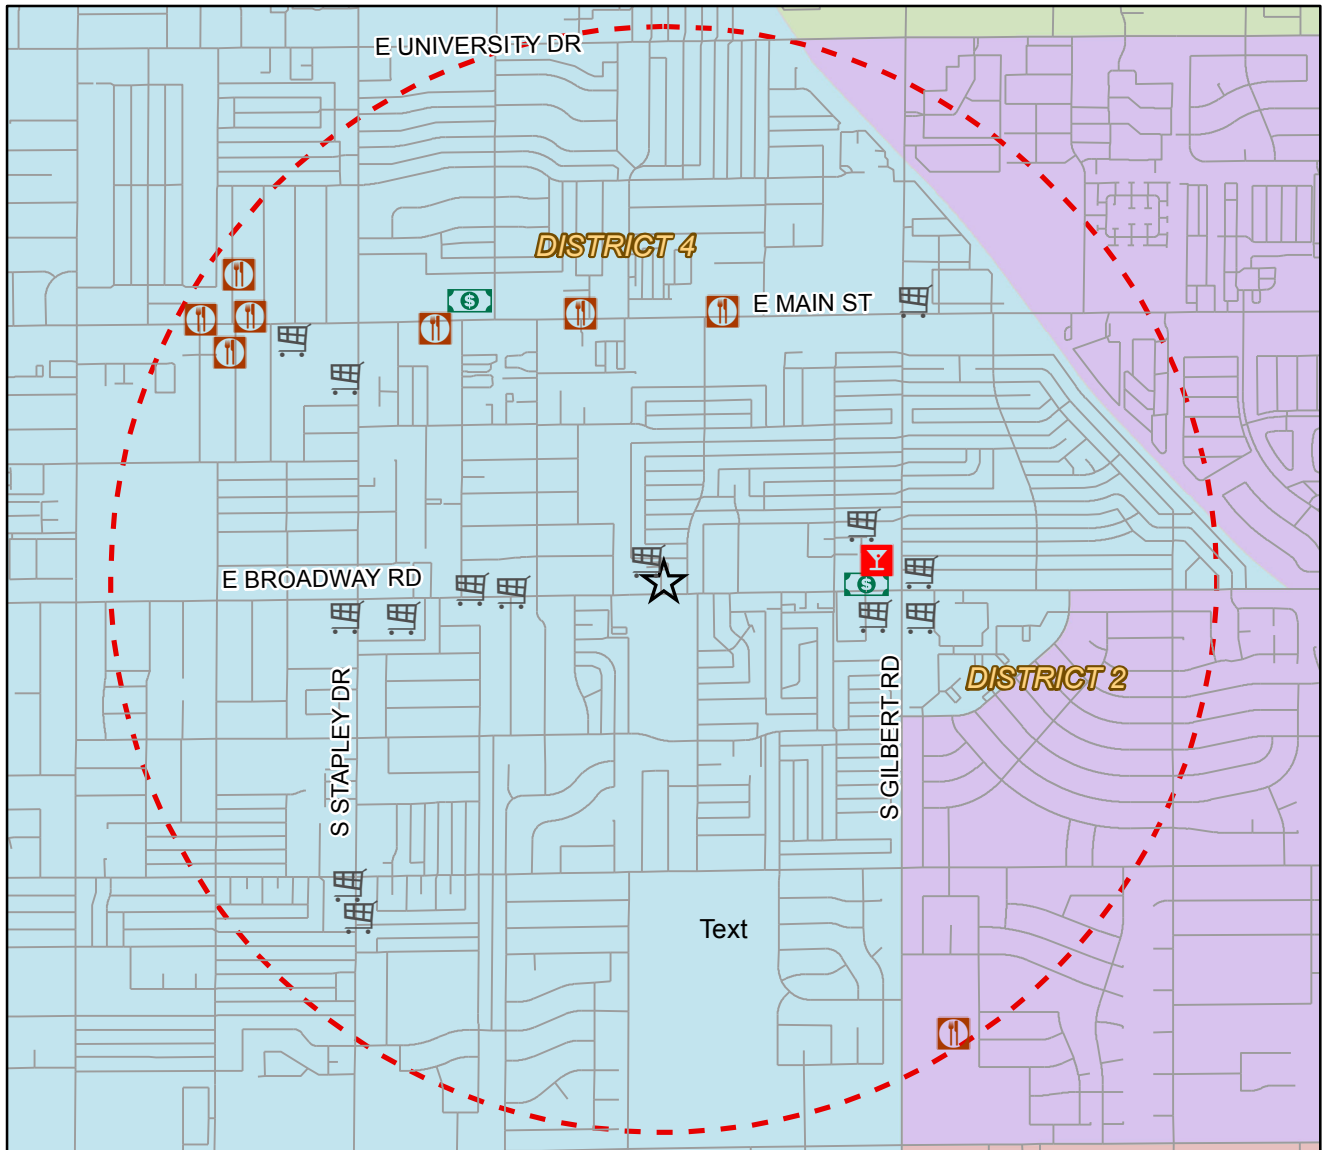 E UNIVERSITY DR
DISTRICT 4
$
E MAIN ST
E BROADWAY RD
$
S STAPLEY DR
S GILBERT RD
DISTRICT 2
Text